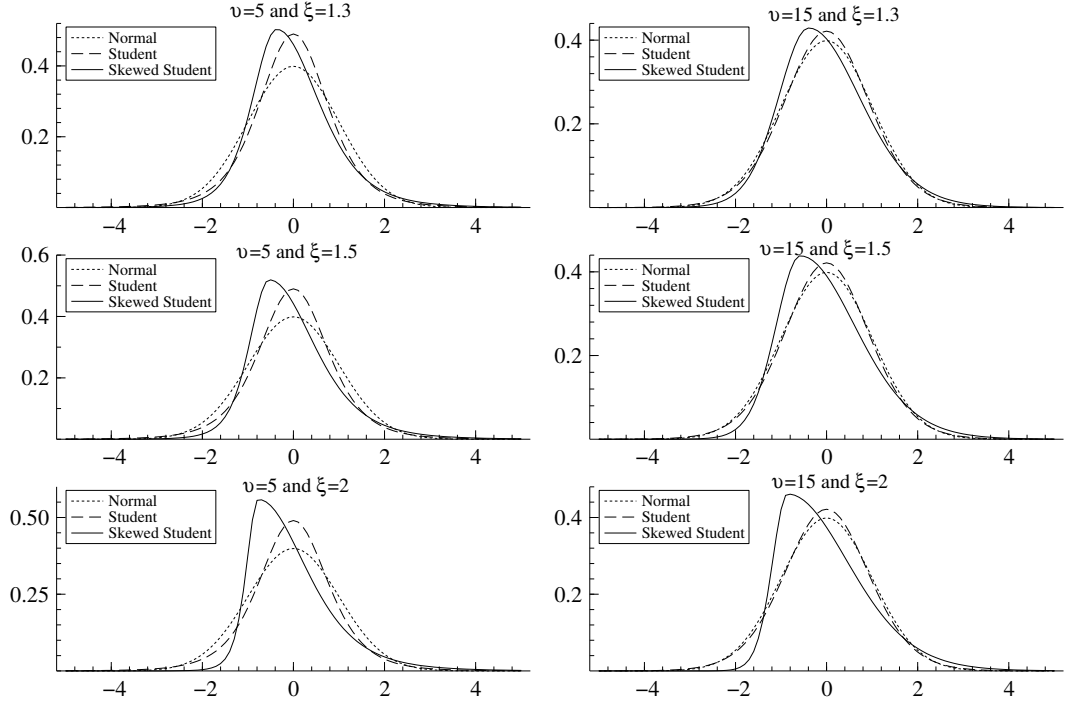 υ=5 and ξ=1.3
Normal
Student
Skewed Student
0.4
0.2
−4 −2 0 2 4
υ=15 and ξ=1.3
Normal
Student
Skewed Student
0.4
0.2
−4 −2 0 2 4
υ=5 and ξ=1.5
Normal
Student
Skewed Student
0.6
0.4
0.2
−4 −2 0 2 4
υ=15 and ξ=1.5
Normal
Student
Skewed Student
0.4
0.2
−4 −2 0 2 4
υ=5 and ξ=2
Normal
Student
Skewed Student
0.50
0.25
−4 −2 0 2 4
υ=15 and ξ=2
Normal
Student
Skewed Student
0.4
0.2
−4 −2 0 2 4